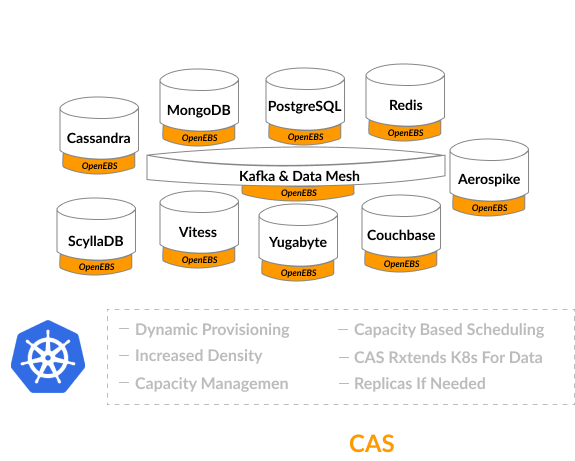 MongoDB
OpenEBS
PostgreSQL
OpenEBS
Redis
OpenEBS
Cassandra
OpenEBS
Kafka & Data Mesh
OpenEBS
Aerospike
OpenEBS
ScyllaDB
OpenEBS
Vitess
OpenEBS
Yugabyte
OpenEBS
Couchbase
OpenEBS
— Dynamic Provisioning
— Increased Density
— Capacity Managemen
— Capacity Based Scheduling
— CAS Rxtends K8s For Data
— Replicas If Needed
CAS